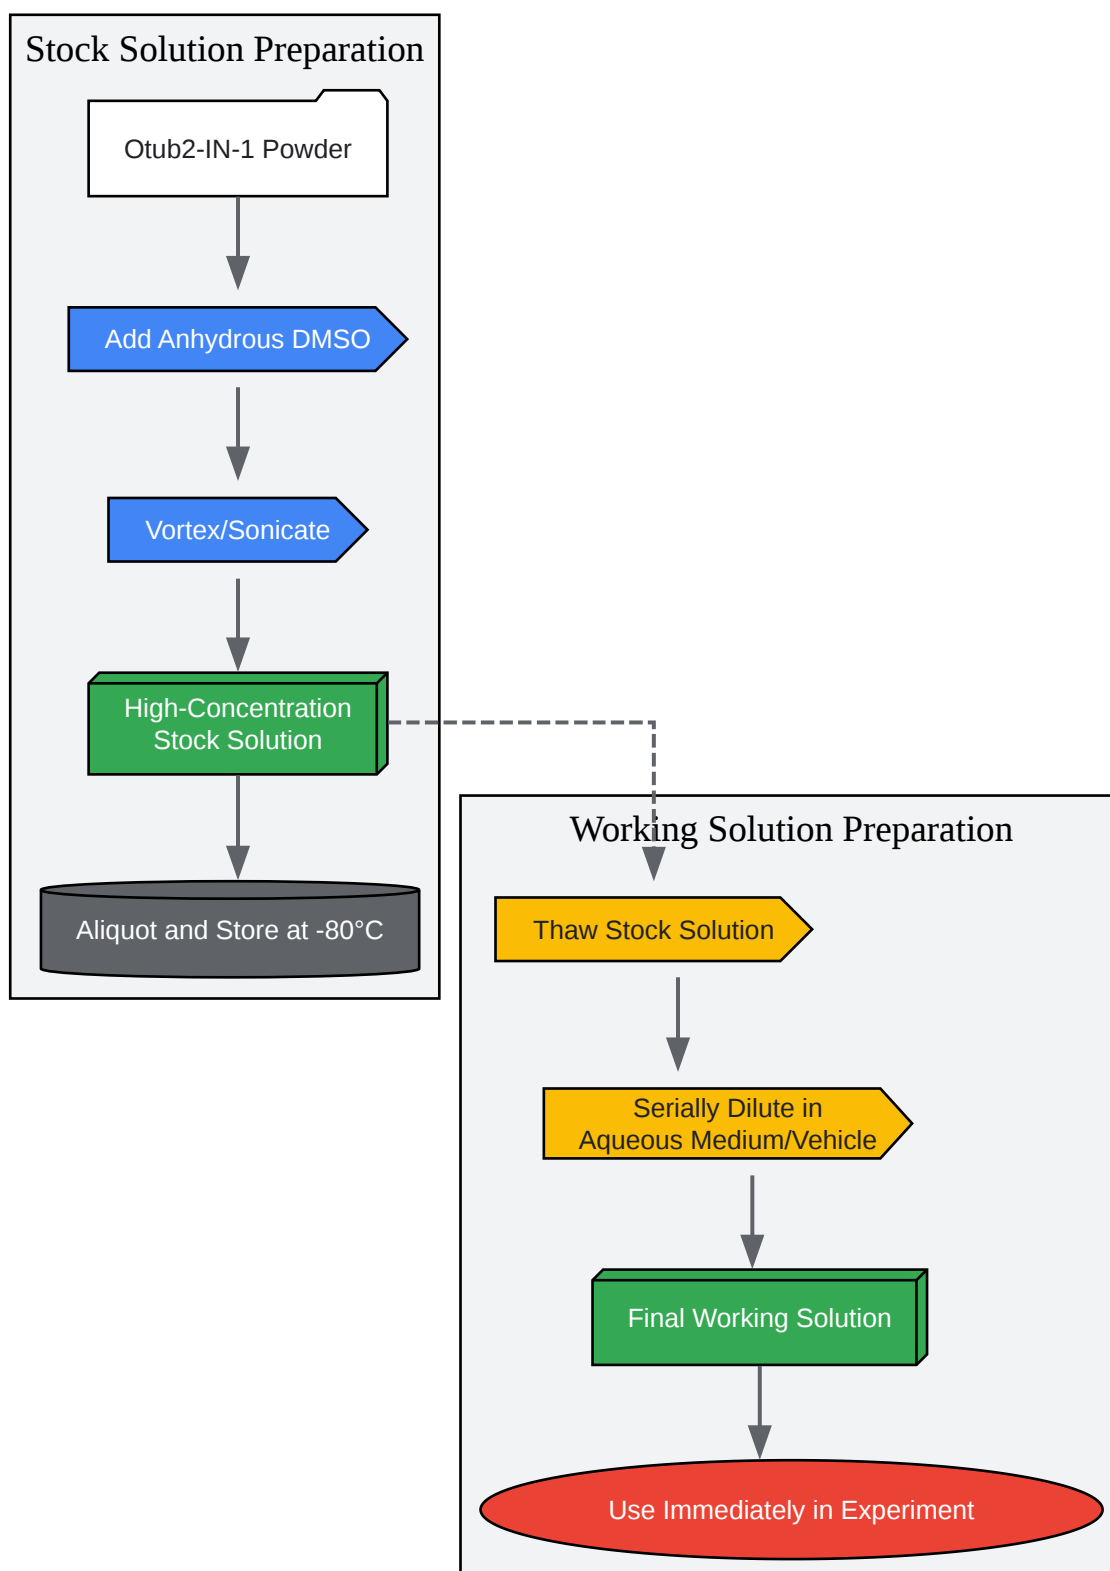 Stock Solution Preparation
Otub2-IN-1 Powder
Add Anhydrous DMSO
Vortex/Sonicate
High-Concentration
Stock Solution
Aliquot and Store at -80°C
Working Solution Preparation
Thaw Stock Solution
Serially Dilute in
Aqueous Medium/Vehicle
Final Working Solution
Use Immediately in Experiment